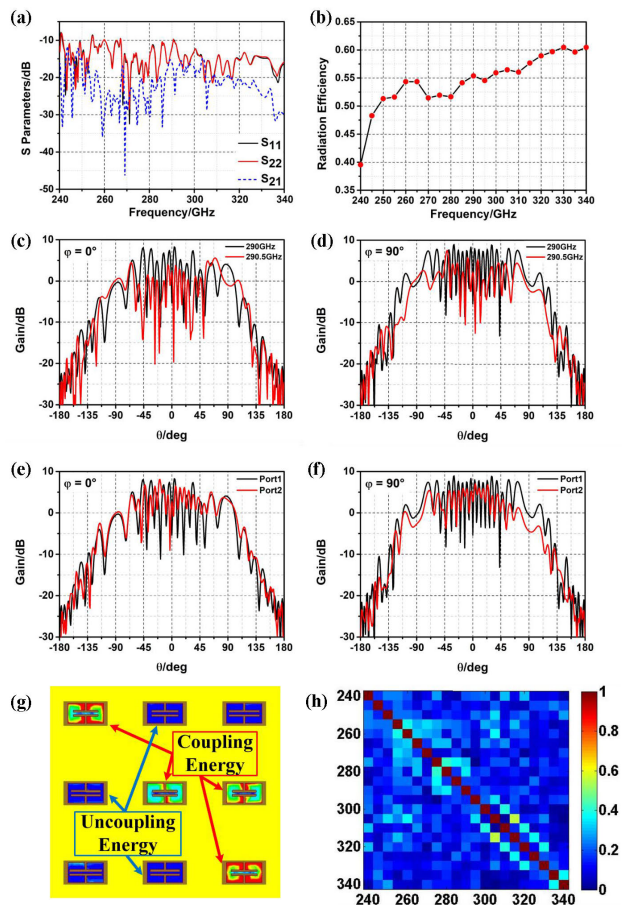 (a)
S Parameters/dB
-10
-20
-30
-40
-50
S11
S22
S21
240 250 260 270 280 290 300 310 320 330 340
Frequency/GHz
(b)
Radiation Efficiency
0.65
0.60
0.55
0.50
0.45
0.40
0.35
240 250 260 270 280 290 300 310 320 330 340
Frequency/GHz
(c)
φ = 0°
290GHz
290.5GHz
Gain/dB
10
0
-10
-20
-30
-180 -135 -90 -45 0 45 90 135 180
θ/deg
(d)
φ = 90°
290GHz
290.5GHz
Gain/dB
10
0
-10
-20
-30
-180 -135 -90 -45 0 45 90 135 180
θ/deg
(e)
φ = 0°
Port1
Port2
Gain/dB
10
0
-10
-20
-30
-180 -135 -90 -45 0 45 90 135 180
θ/deg
(f)
φ = 90°
Port1
Port2
Gain/dB
10
0
-10
-20
-30
-180 -135 -90 -45 0 45 90 135 180
θ/deg
(g)
Coupling
Energy
Uncoupling
Energy
(h)
240
260
280
300
320
340
240 260 280 300 320 340
1
0.8
0.6
0.4
0.2
0